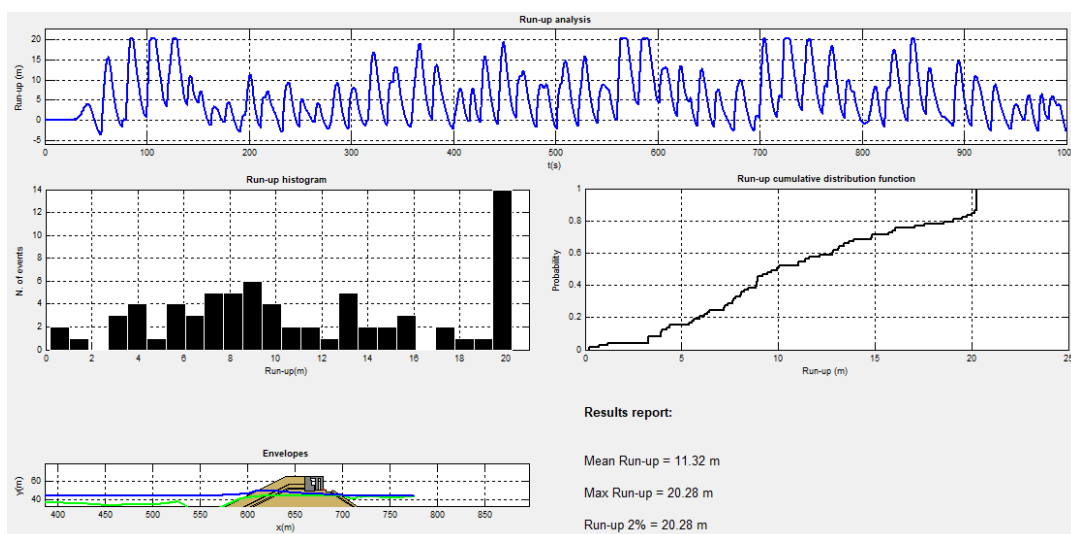 Run-up analysis
Run-up (m)
20
15
10
5
0
-5
0 100 200 300 400 500 600 700 800 900 100
t(s)
Run-up histogram
N. of events
14
12
10
8
6
4
2
0
0 2 4 6 8 10 12 14 16 18 20
Run-up(m)
Run-up cumulative distribution function
Probability
1
0.8
0.6
0.4
0.2
0
0 5 10 15 20 25
Run-up (m)
Envelopes
y(m)
60
40
400 450 500 550 600 650 700 750 800 850
x(m)
Results report:
Mean Run-up = 11.32 m
Max Run-up = 20.28 m
Run-up 2% = 20.28 m